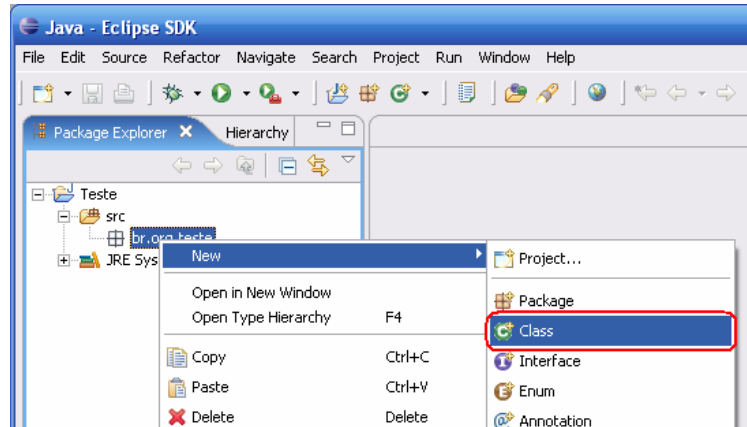 Java - Eclipse SDK
File Edit Source Refactor Navigate Search Project Run Window Help
Package Explorer Hierarchy
Teste
src
br.org.teste
JRE Sys
New
Open in New Window
Open Type Hierarchy F4
Copy Ctrl+C
Paste Ctrl+V
Delete Delete
Project...
Package
Class
Interface
Enum
Annotation